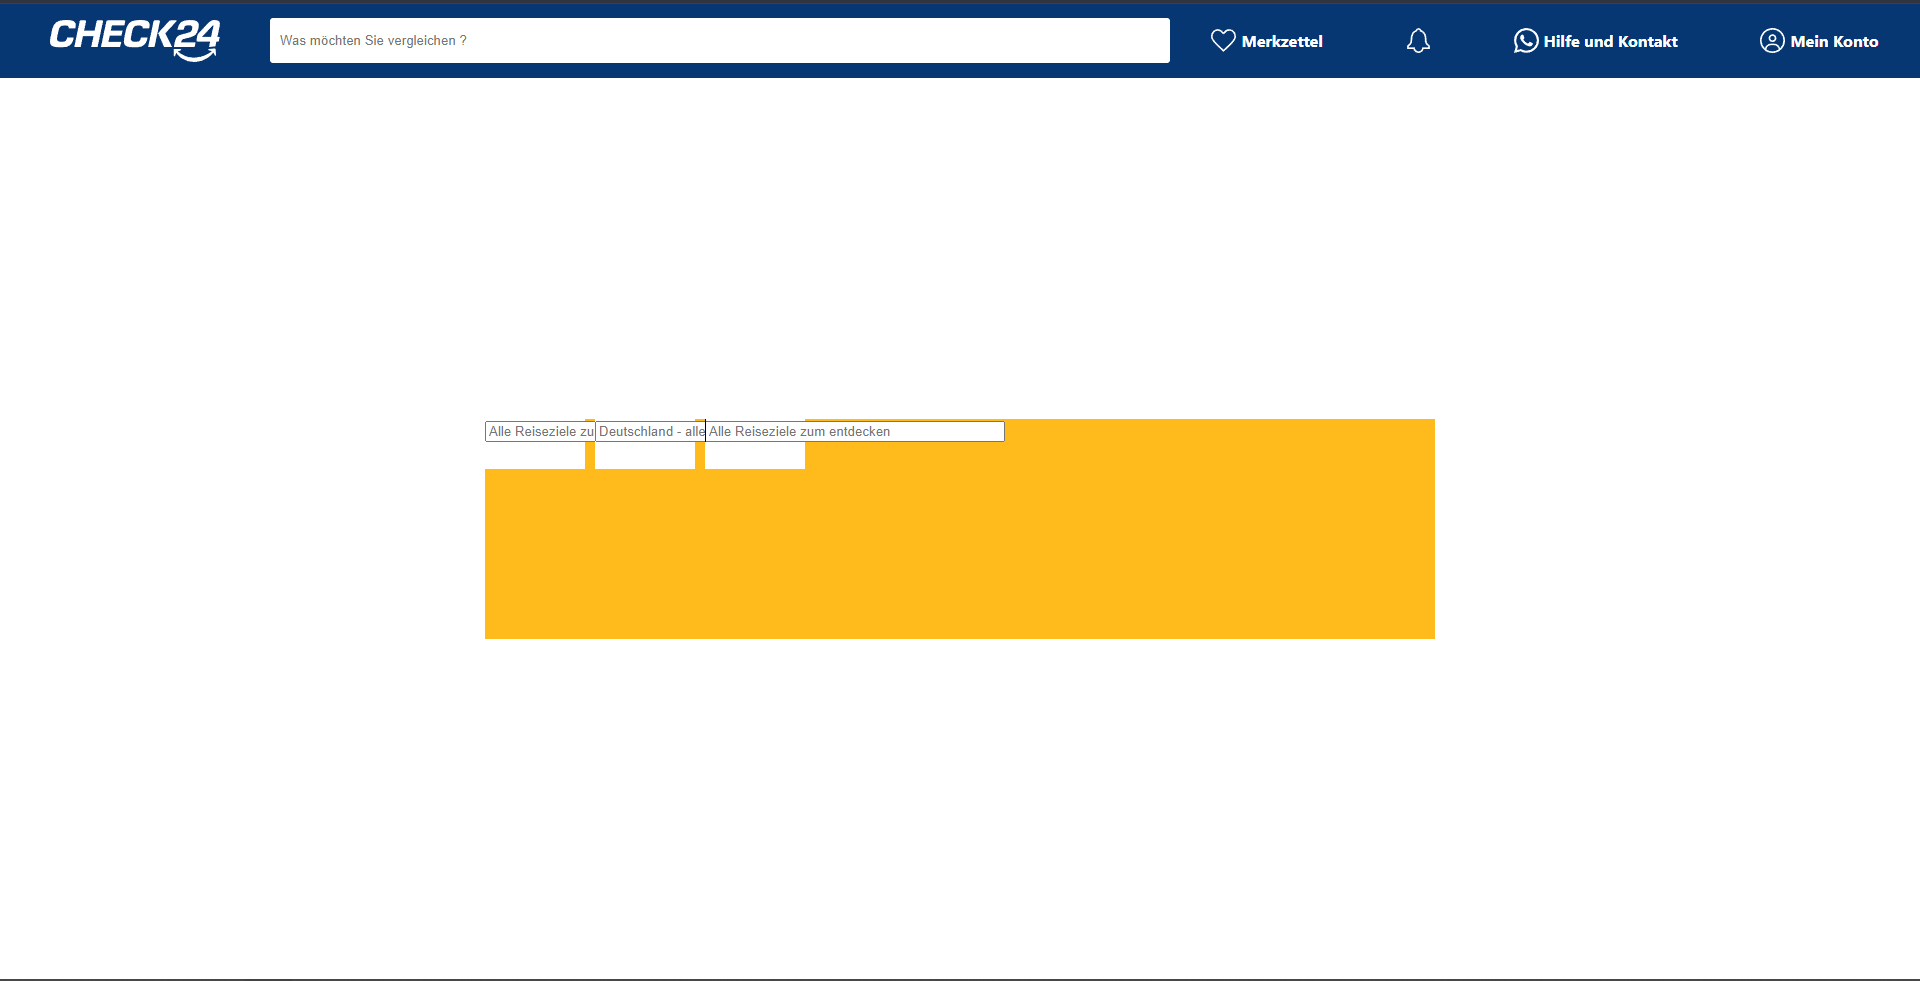 CHECK24
Was möchten Sie vergleichen ?
Merkzettel
Hilfe und Kontakt
Mein Konto
Alle Reiseziele zu
Deutschland - alle
Alle Reiseziele zum entdecken